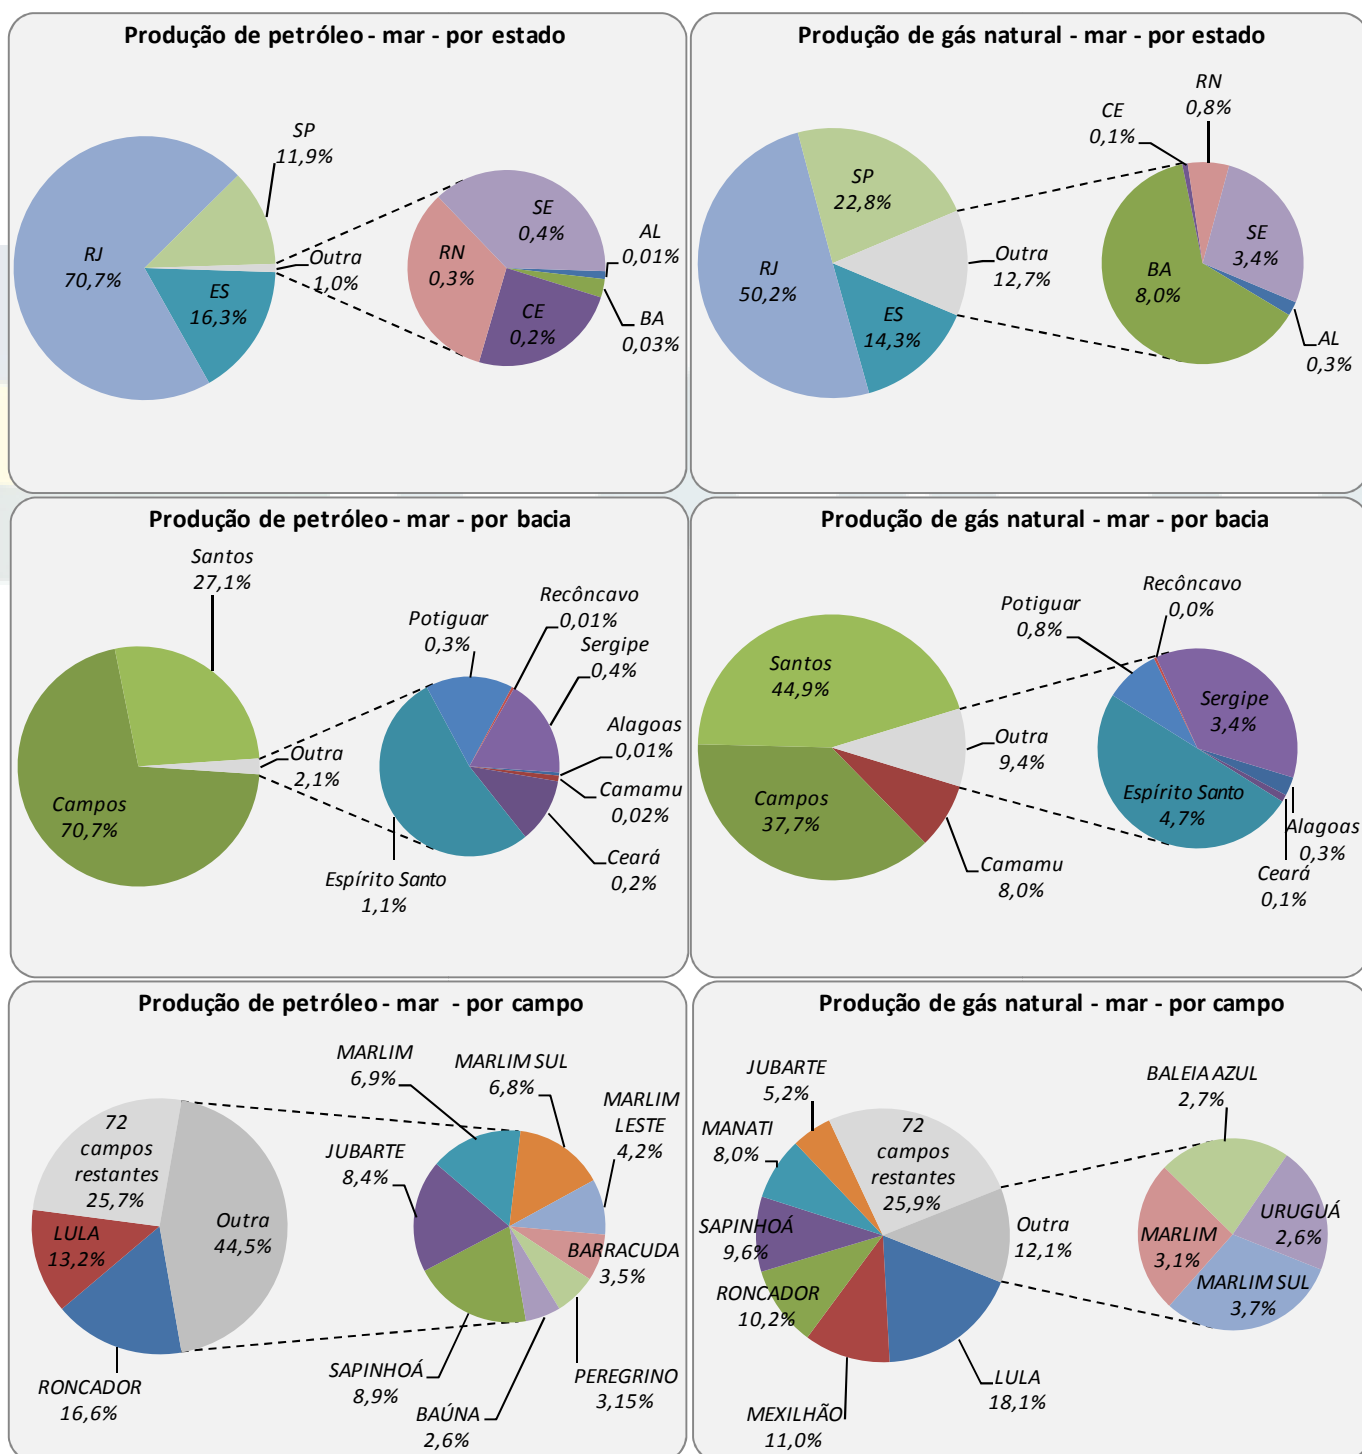 Produção de petróleo - mar - por estado
SP
11,9%
RJ
70,7%
Outra
1,0%
ES
16,3%
SE
0,4%
RN
0,3%
CE
0,2%
AL
0,01%
BA
0,03%
Produção de gás natural - mar - por estado
SP
22,8%
RJ
50,2%
Outra
12,7%
ES
14,3%
CE
0,1%
RN
0,8%
SE
3,4%
BA
8,0%
AL
0,3%
Produção de petróleo - mar - por bacia
Santos
27,1%
Outra
2,1%
Campos
70,7%
Potiguar
0,3%
Recôncavo
0,01%
Sergipe
0,4%
Alagoas
0,01%
Camamu
0,02%
Ceará
0,2%
Espírito Santo
1,1%
Produção de gás natural - mar - por bacia
Santos
44,9%
Outra
9,4%
Campos
37,7%
Camamu
8,0%
Potiguar
0,8%
Recôncavo
0,0%
Sergipe
3,4%
Espírito Santo
4,7%
Alagoas
0,3%
Ceará
0,1%
Produção de petróleo - mar - por campo
72
campos
restantes
25,7%
LULA
13,2%
Outra
44,5%
RONCADOR
16,6%
MARLIM
6,9%
MARLIM SUL
6,8%
MARLIM
LESTE
4,2%
JUBARTE
8,4%
BARRACUDA
3,5%
SAPINHOÁ
8,9%
BAÚNA
2,6%
PEREGRINO
3,15%
Produção de gás natural - mar - por campo
JUBARTE
5,2%
MANATI
8,0%
72
campos
restantes
25,9%
SAPINHOÁ
9,6%
Outra
12,1%
RONCADOR
10,2%
LULA
18,1%
MEXILHÃO
11,0%
BALEIA AZUL
2,7%
URUGUÁ
2,6%
MARLIM
3,1%
MARLIM SUL
3,7%